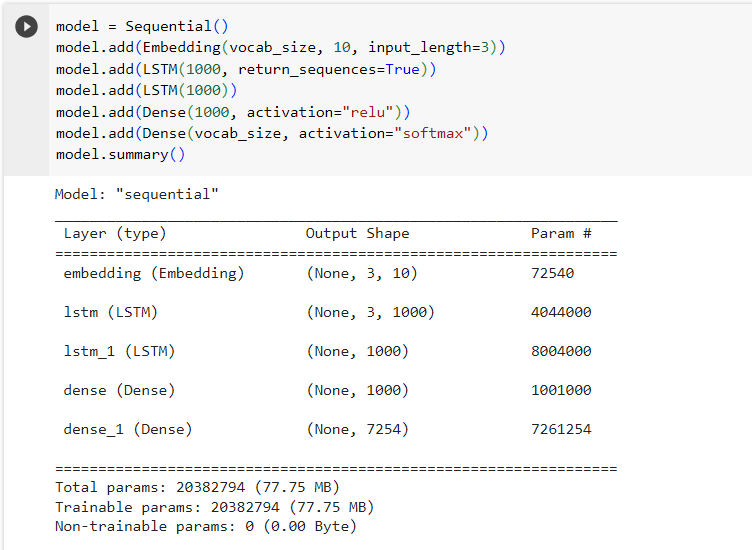 model = Sequential()
model.add(Embedding(vocab_size, 10, input_length=3))
model.add(LSTM(1000, return_sequences=True))
model.add(LSTM(1000))
model.add(Dense(1000, activation="relu"))
model.add(Dense(vocab_size, activation="softmax"))
model.summary()
Model: "sequential"
_________________________________________________________________
Layer (type) Output Shape Param #
=================================================================
embedding (Embedding) (None, 3, 10) 72540
lstm (LSTM) (None, 3, 1000) 4044000
lstm_1 (LSTM) (None, 1000) 8004000
dense (Dense) (None, 1000) 1001000
dense_1 (Dense) (None, 7254) 7261254
=================================================================
Total params: 20382794 (77.75 MB)
Trainable params: 20382794 (77.75 MB)
Non-trainable params: 0 (0.00 Byte)